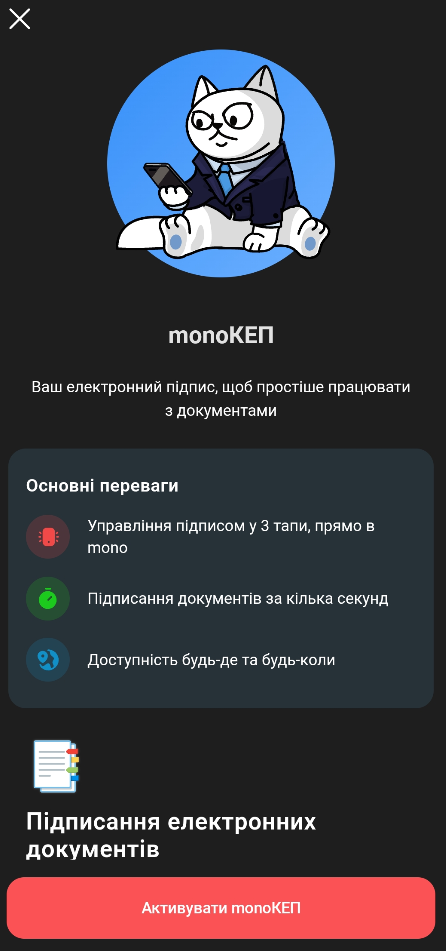 monoКЕП
Ваш електронний підпис, щоб простіше працювати
з документами
Основні переваги
Управління підписом у 3 тапи, прямо в
mono
Підписання документів за кілька секунд
Доступність будь-де та будь-коли
Підписання електронних
документів
Активувати monoКЕП